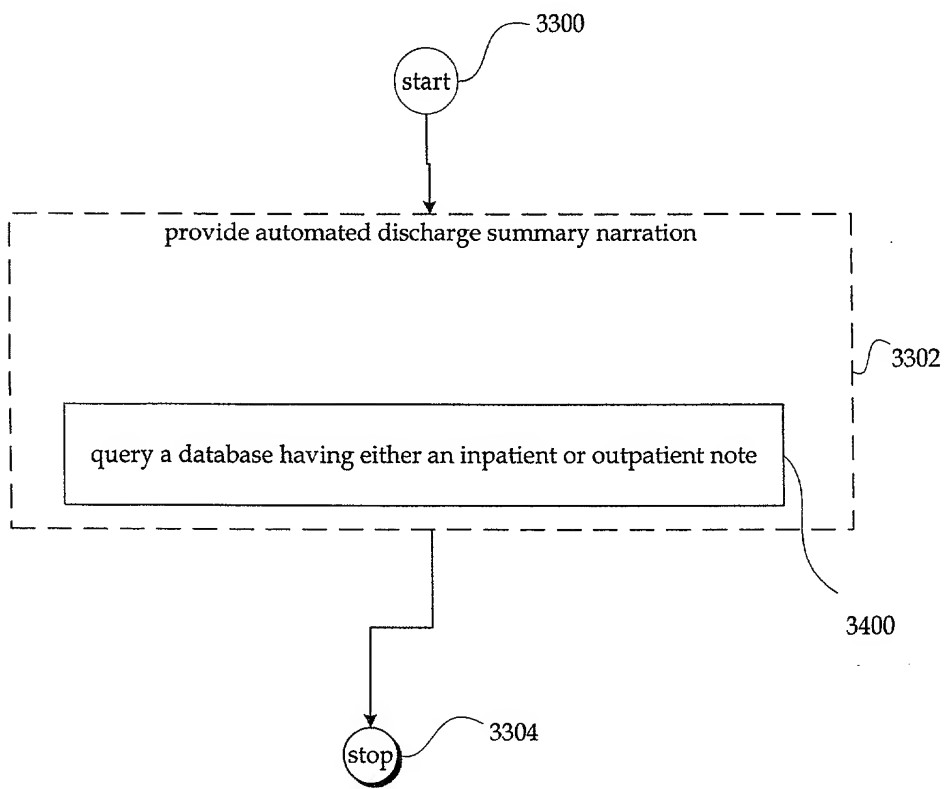 3300
start
provide automated discharge summary narration
3302
query a database having either an inpatient or outpatient note
3400
3304
stop